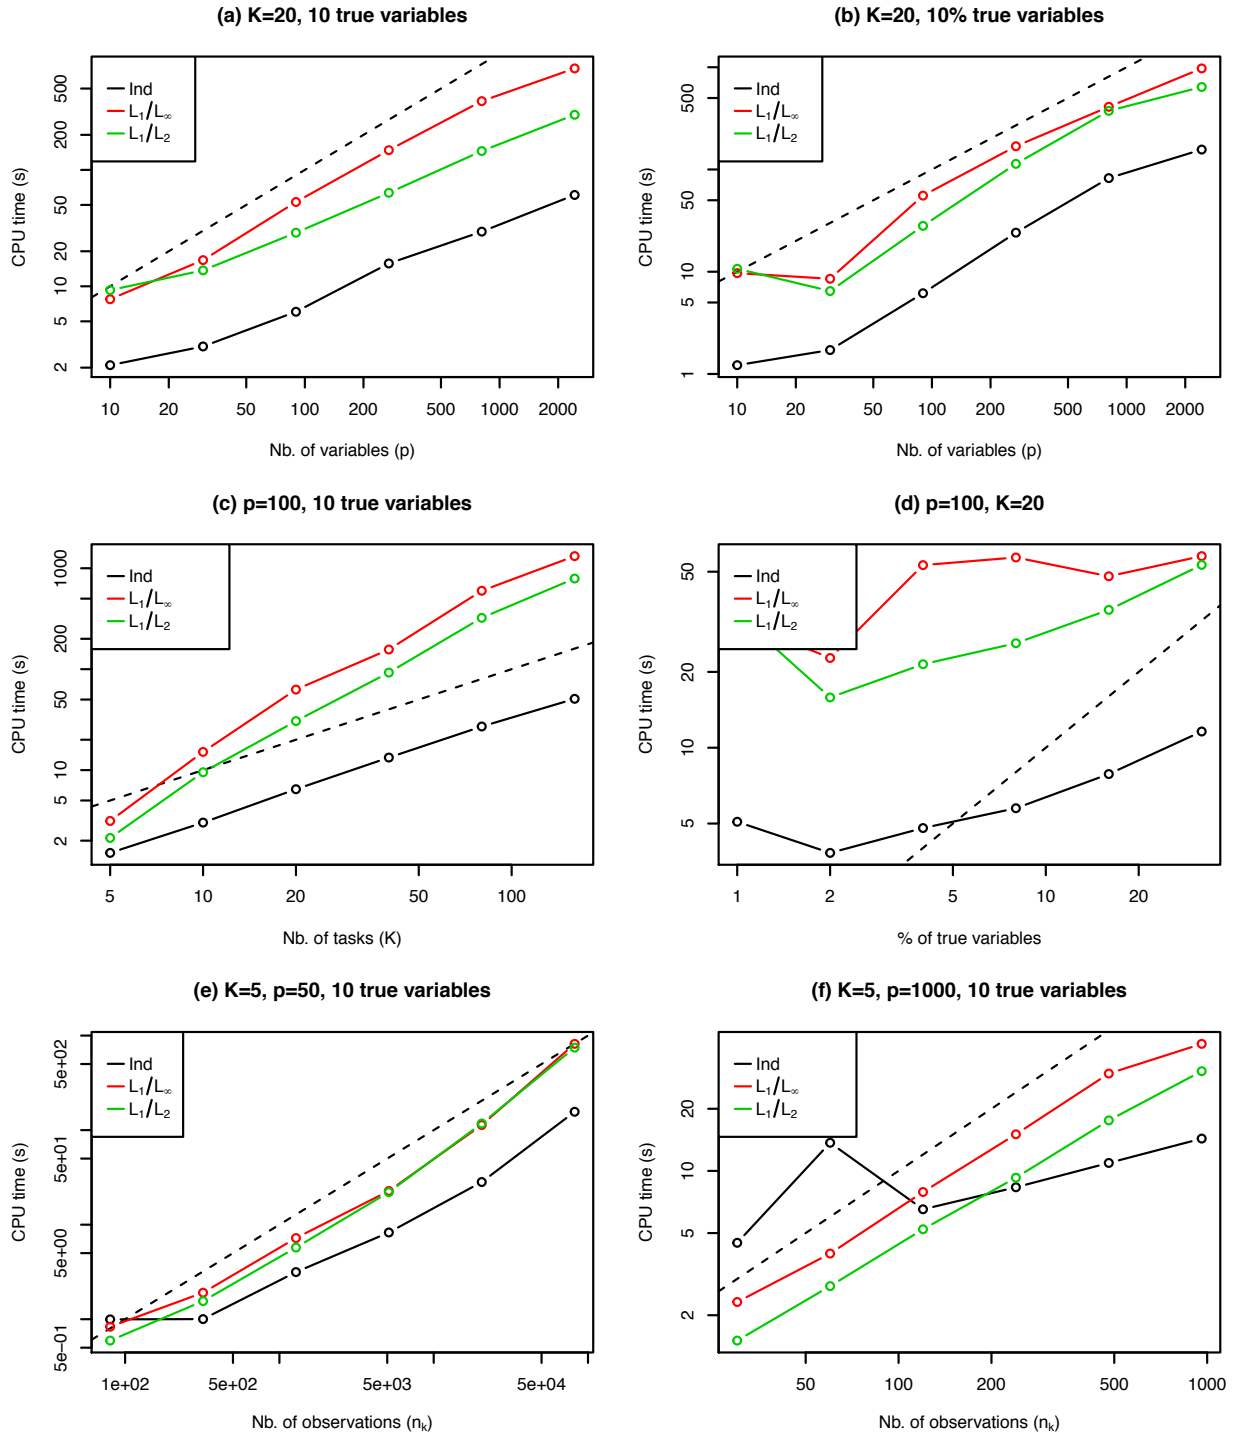 (a) K=20, 10 true variables
CPU time (s)
500
200
50
20
10
5
2
Ind
L₁/L∞
L₁/L₂
10 20 50 100 200 500 1000 2000
Nb. of variables (p)
(b) K=20, 10% true variables
CPU time (s)
500
50
10
5
1
Ind
L₁/L∞
L₁/L₂
10 20 50 100 200 500 1000 2000
Nb. of variables (p)
(c) p=100, 10 true variables
CPU time (s)
1000
200
50
10
5
2
Ind
L₁/L∞
L₁/L₂
5 10 20 50 100
Nb. of tasks (K)
(d) p=100, K=20
CPU time (s)
50
20
10
5
Ind
L₁/L∞
L₁/L₂
1 2 5 10 20
% of true variables
(e) K=5, p=50, 10 true variables
CPU time (s)
5e+02
5e+01
5e+00
5e−01
Ind
L₁/L∞
L₁/L₂
1e+02 5e+02 5e+03 5e+04
Nb. of observations (nₖ)
(f) K=5, p=1000, 10 true variables
CPU time (s)
20
10
5
2
Ind
L₁/L∞
L₁/L₂
50 100 200 500 1000
Nb. of observations (nₖ)